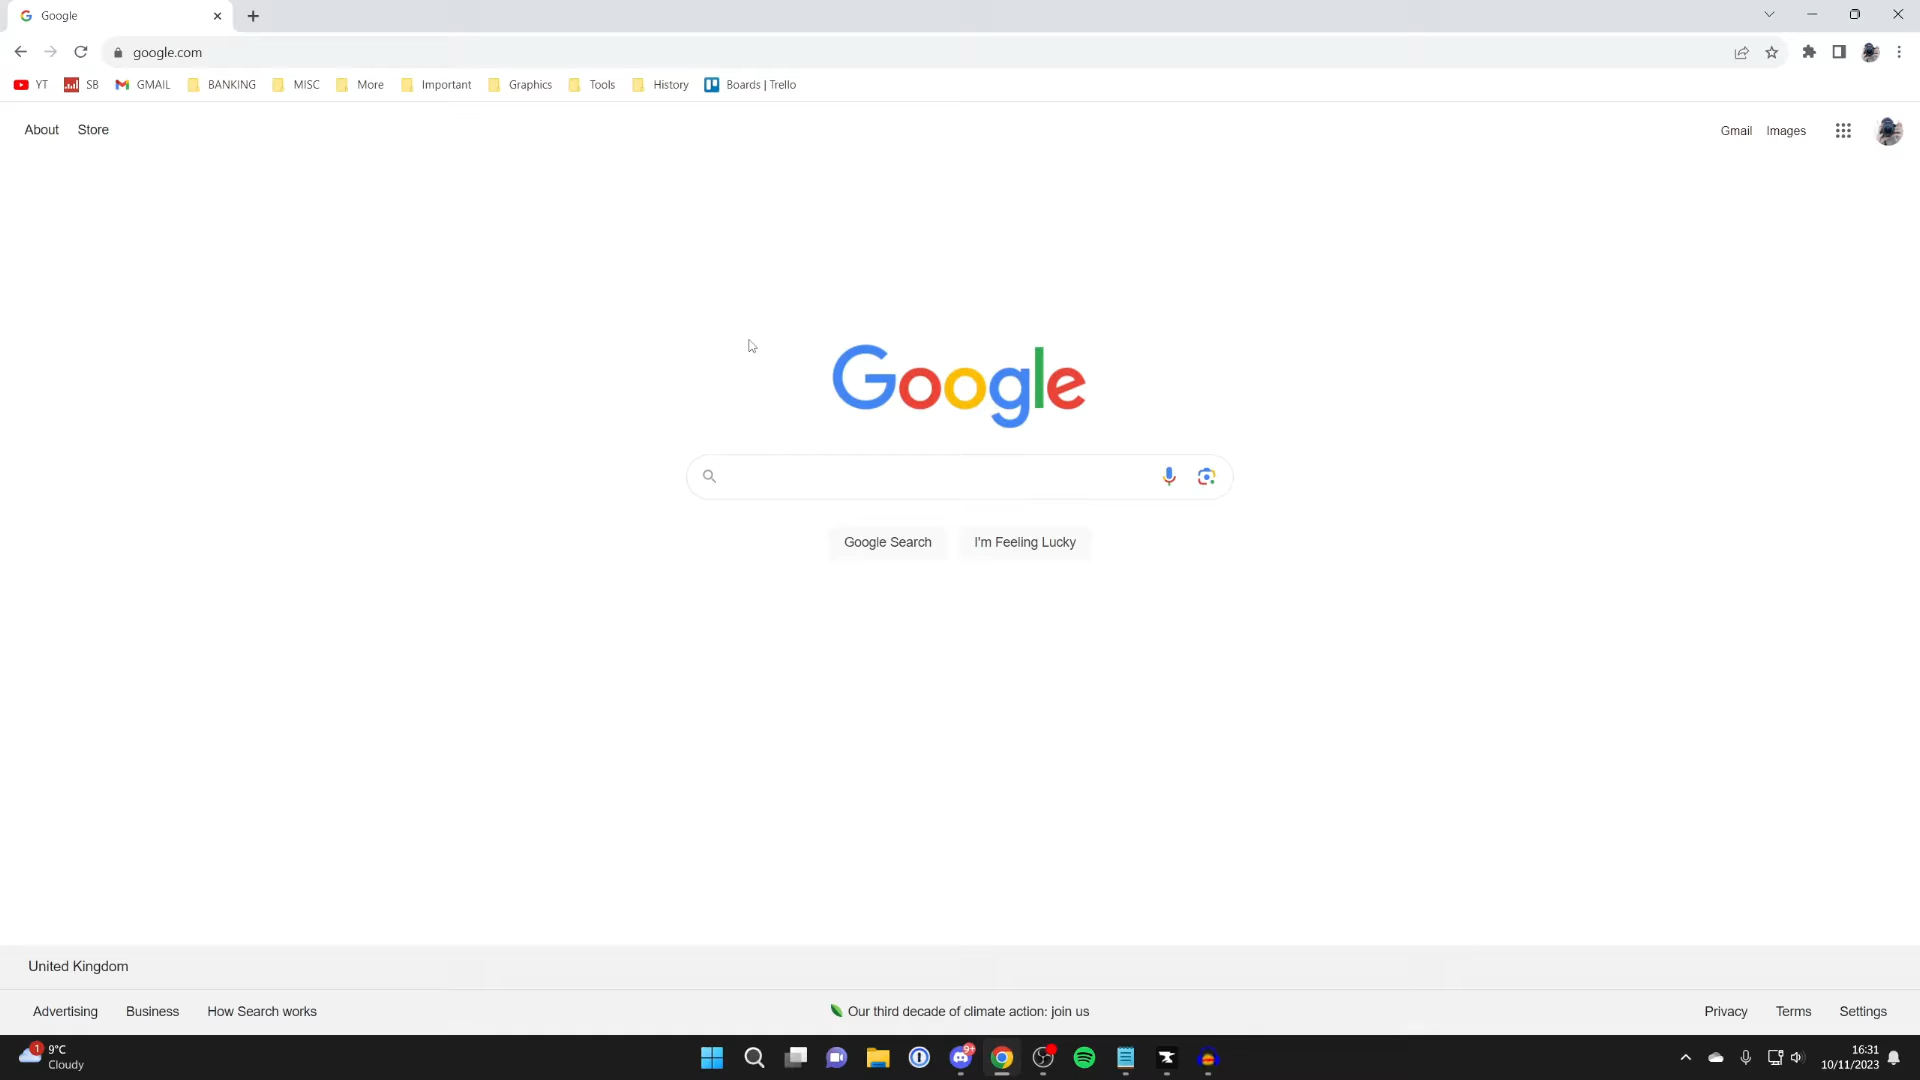 Google
google.com
YT SB GMAIL BANKING MISC More Important Graphics Tools History Boards | Trello
About Store Gmail Images
Google
Google Search I'm Feeling Lucky
United Kingdom
Advertising Business How Search works Our third decade of climate action: join us Privacy Terms Settings
1 9°C 9+ 16:31
Cloudy 10/11/2023